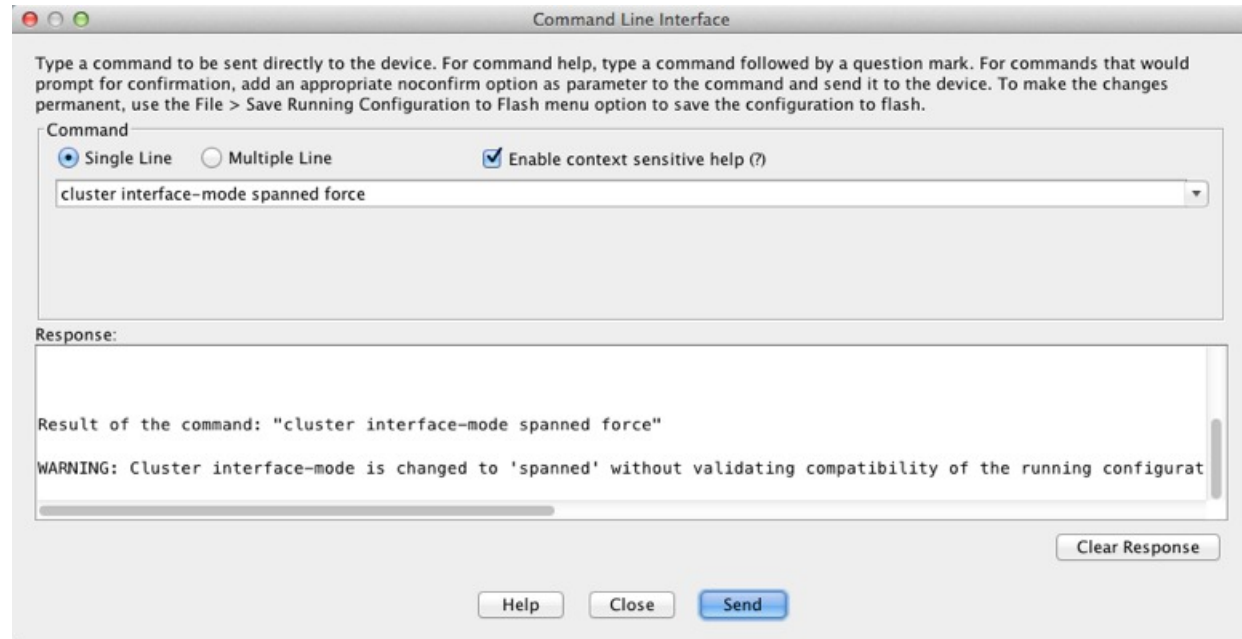 Command Line Interface
Type a command to be sent directly to the device. For command help, type a command followed by a question mark. For commands that would
prompt for confirmation, add an appropriate noconfirm option as parameter to the command and send it to the device. To make the changes
permanent, use the File > Save Running Configuration to Flash menu option to save the configuration to flash.
Command
Single Line Multiple Line Enable context sensitive help (?)
cluster interface-mode spanned force
Response:
Result of the command: "cluster interface-mode spanned force"
WARNING: Cluster interface-mode is changed to 'spanned' without validating compatibility of the running configurat
Clear Response
Help Close Send